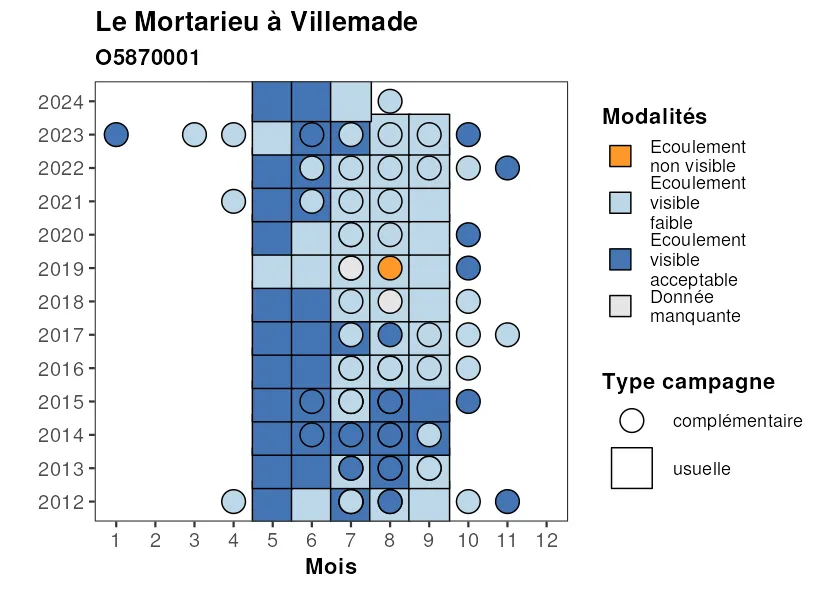 Le Mortarieu à Villemade
O5870001
2024
2023
2022
2021
2020
2019
2018
2017
2016
2015
2014
2013
2012
1 2 3 4 5 6 7 8 9 10 11 12
Mois
Modalités
Ecoulement
non visible
Ecoulement
visible
faible
Ecoulement
visible
acceptable
Donnée
manquante
Type campagne
complémentaire
usuelle